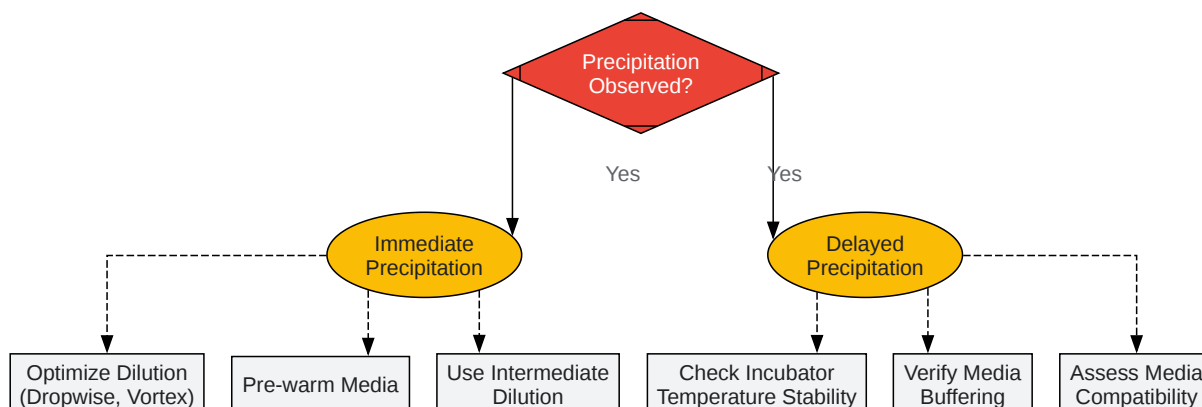 Precipitation
Observed?
Yes
Yes
Immediate
Precipitation
Delayed
Precipitation
Optimize Dilution
(Dropwise, Vortex)
Pre-warm Media
Use Intermediate
Dilution
Check Incubator
Temperature Stability
Verify Media
Buffering
Assess Media
Compatibility